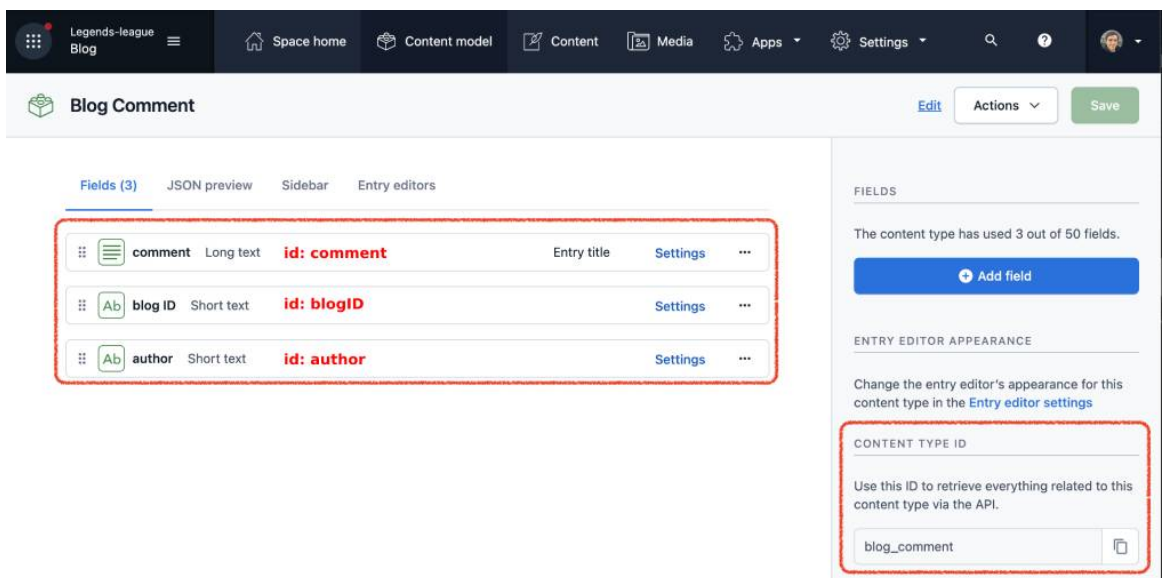 Legends-league
Blog
Space home
Content model
Content
Media
Apps
Settings
?
Blog Comment
Edit
Actions
Save
Fields (3)
JSON preview
Sidebar
Entry editors
comment Long text id: comment Entry title Settings ...
Ab blog ID Short text id: blogID Settings ...
Ab author Short text id: author Settings ...
FIELDS
The content type has used 3 out of 50 fields.
Add field
ENTRY EDITOR APPEARANCE
Change the entry editor's appearance for this
content type in the Entry editor settings
CONTENT TYPE ID
Use this ID to retrieve everything related to this
content type via the API.
blog_comment